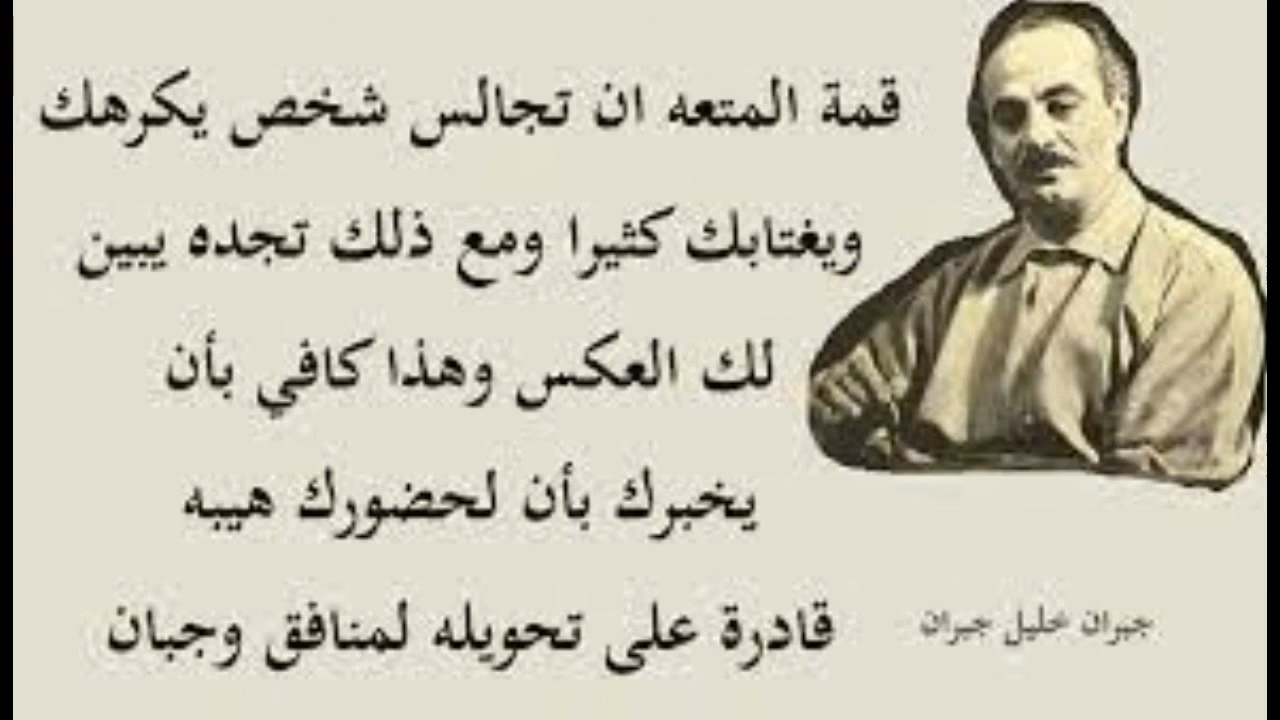 قمة المتعه ان تجالس شخص يكرهك
ويغتابك كثيرا ومع ذلك تجده يبين
لك العكس وهذا كافي بأن
يخبرك بأن لحضورك هيبه
قادرة على تحويله لمنافق وجبان
جبران خليل جبران